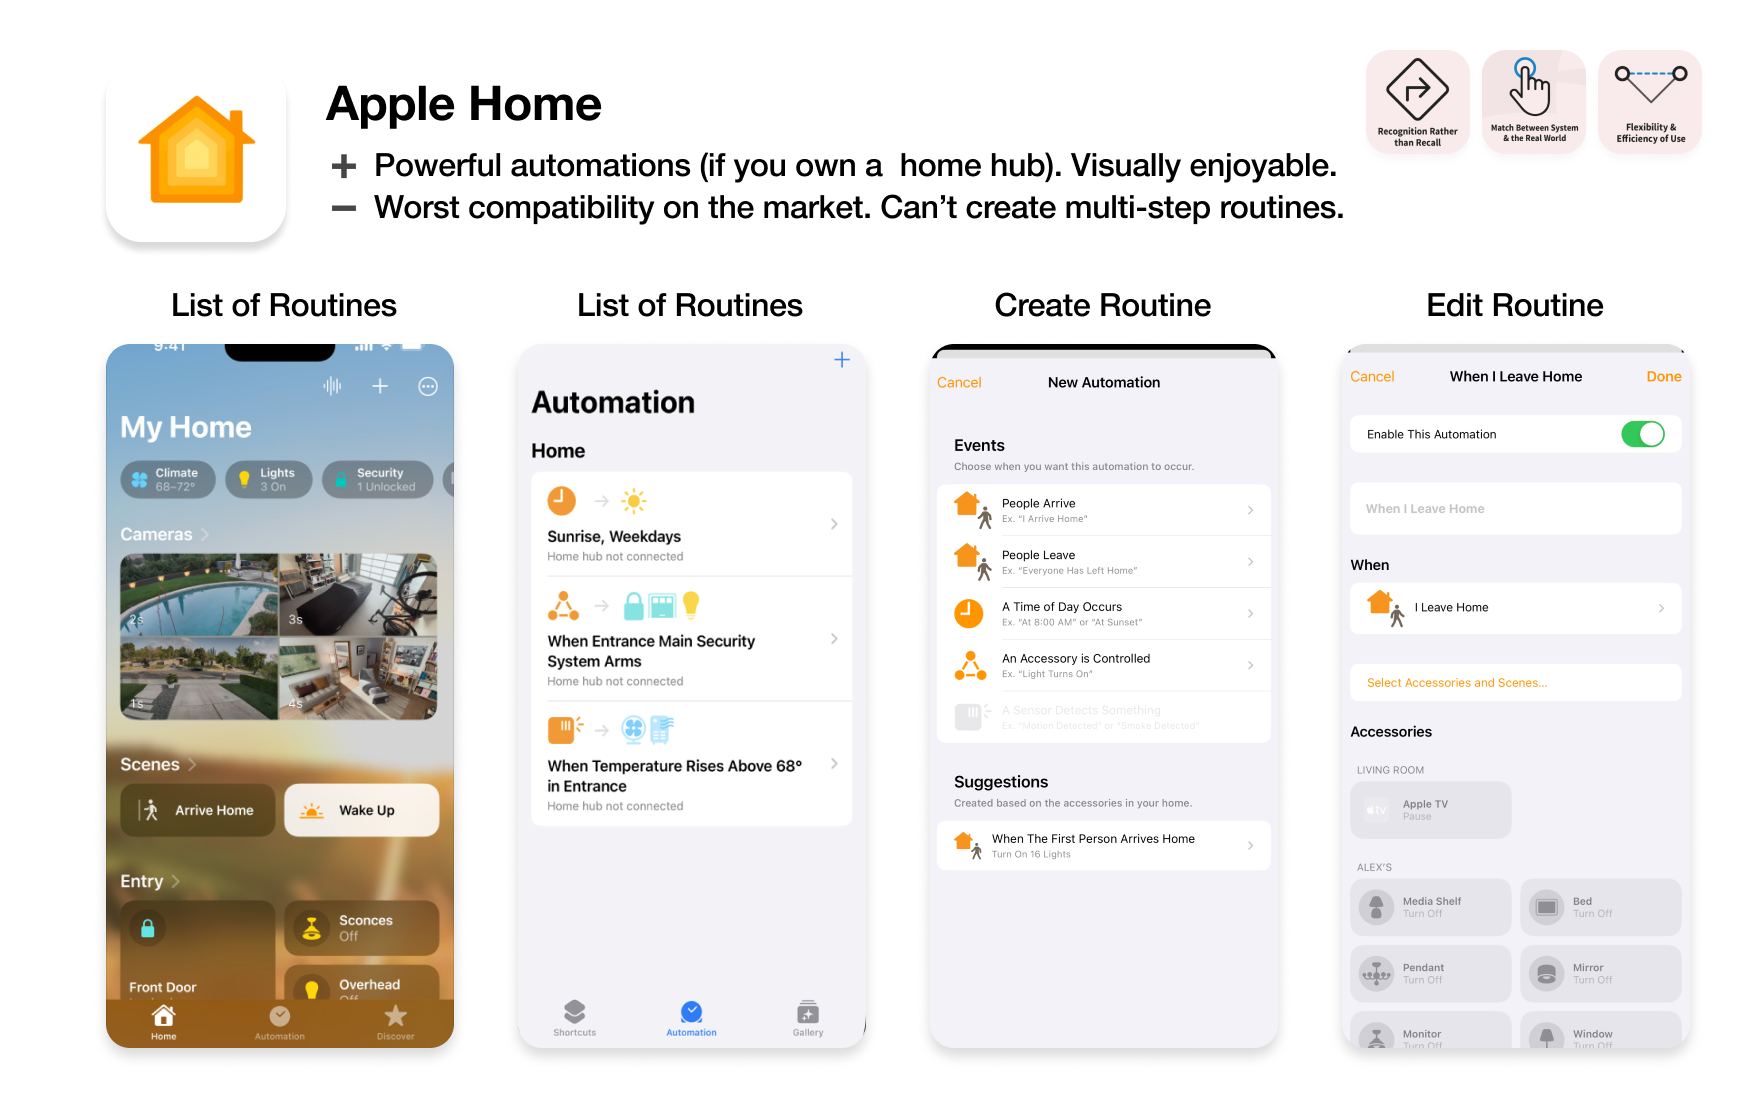 Apple Home
+ Powerful automations (if you own a  home hub). Visually enjoyable.
− Worst compatibility on the market. Can’t create multi-step routines.
Recognition Rather
than Recall
Match Between System
& the Real World
Flexibility &
Efficiency of Use
List of Routines
9:41
My Home
Climate
68–72°
Lights
3 On
Security
1 Unlocked
Cameras
2s
3s
1s
4s
Scenes
Arrive Home
Wake Up
Entry
Sconces
Off
Front Door
Overhead
Off
Home
Automation
Discover
List of Routines
Automation
Home
Sunrise, Weekdays
Home hub not connected
When Entrance Main Security
System Arms
Home hub not connected
When Temperature Rises Above 68°
in Entrance
Home hub not connected
Shortcuts
Automation
Gallery
Create Routine
Cancel
New Automation
Events
Choose when you want this automation to occur.
People Arrive
Ex. “I Arrive Home”
People Leave
Ex. “Everyone Has Left Home”
A Time of Day Occurs
Ex. “At 8:00 AM” or “At Sunset”
An Accessory is Controlled
Ex. “Light Turns On”
A Sensor Detects Something
Ex. “Motion Detected” or “Smoke Detected”
Suggestions
Created based on the accessories in your home.
When The First Person Arrives Home
Turn On 16 Lights
Edit Routine
Cancel
When I Leave Home
Done
Enable This Automation
When I Leave Home
When
I Leave Home
Select Accessories and Scenes...
Accessories
LIVING ROOM
tv
Apple TV
Pause
ALEX’S
Media Shelf
Turn Off
Bed
Turn Off
Pendant
Turn Off
Mirror
Turn Off
Monitor
Turn Off
Window
Turn Off